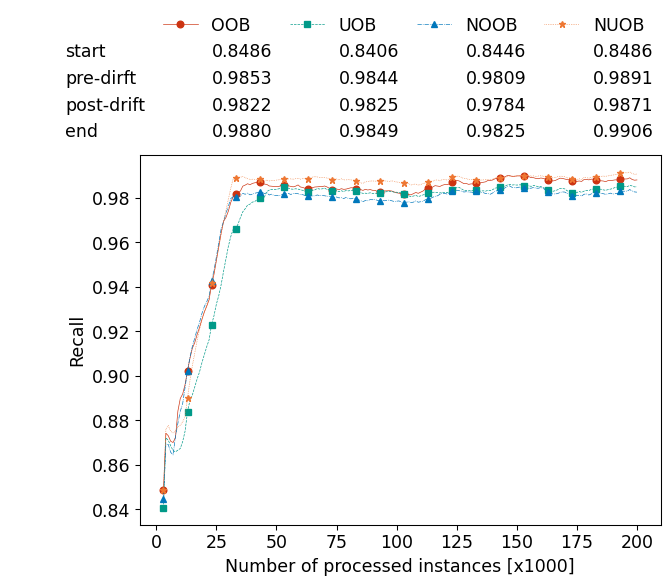 OOB UOB NOOB NUOB
start 0.8486 0.8406 0.8446 0.8486
pre-dirft 0.9853 0.9844 0.9809 0.9891
post-drift 0.9822 0.9825 0.9784 0.9871
end 0.9880 0.9849 0.9825 0.9906
0.98
0.96
0.94
0.92
0.90
0.88
0.86
0.84
Recall
0 25 50 75 100 125 150 175 200
Number of processed instances [x1000]